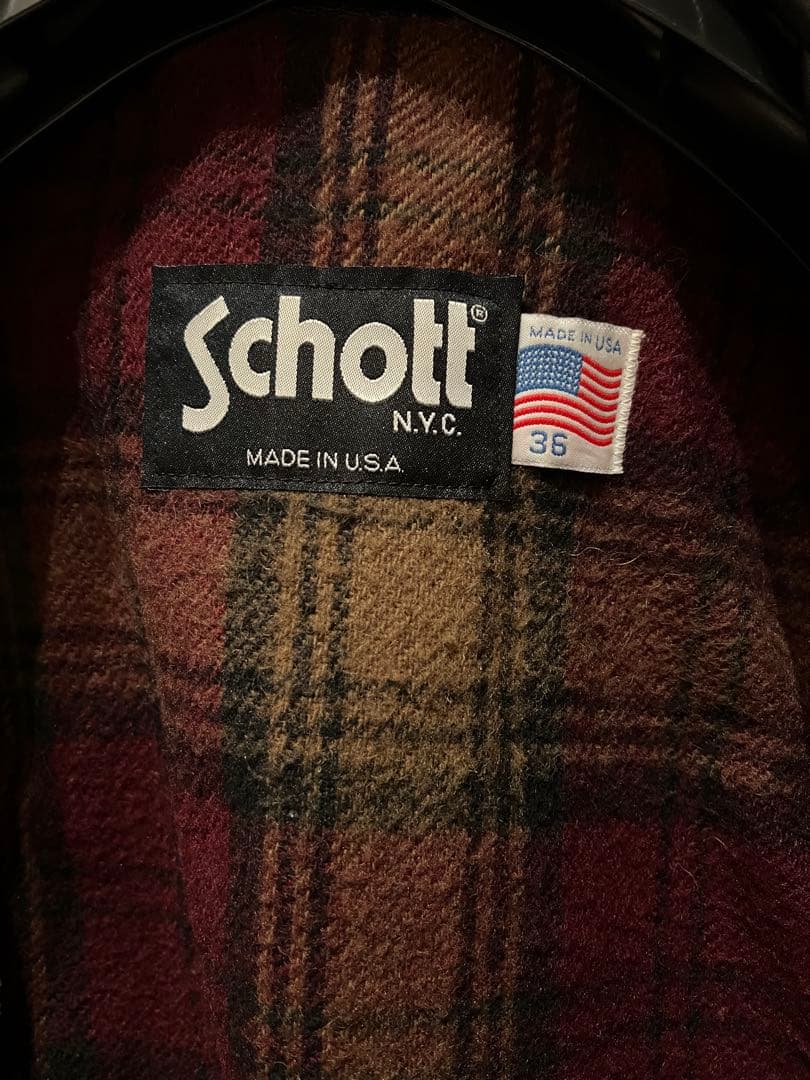 Schott®
N.Y.C.
MADE IN U.S.A.
MADE IN USA
36